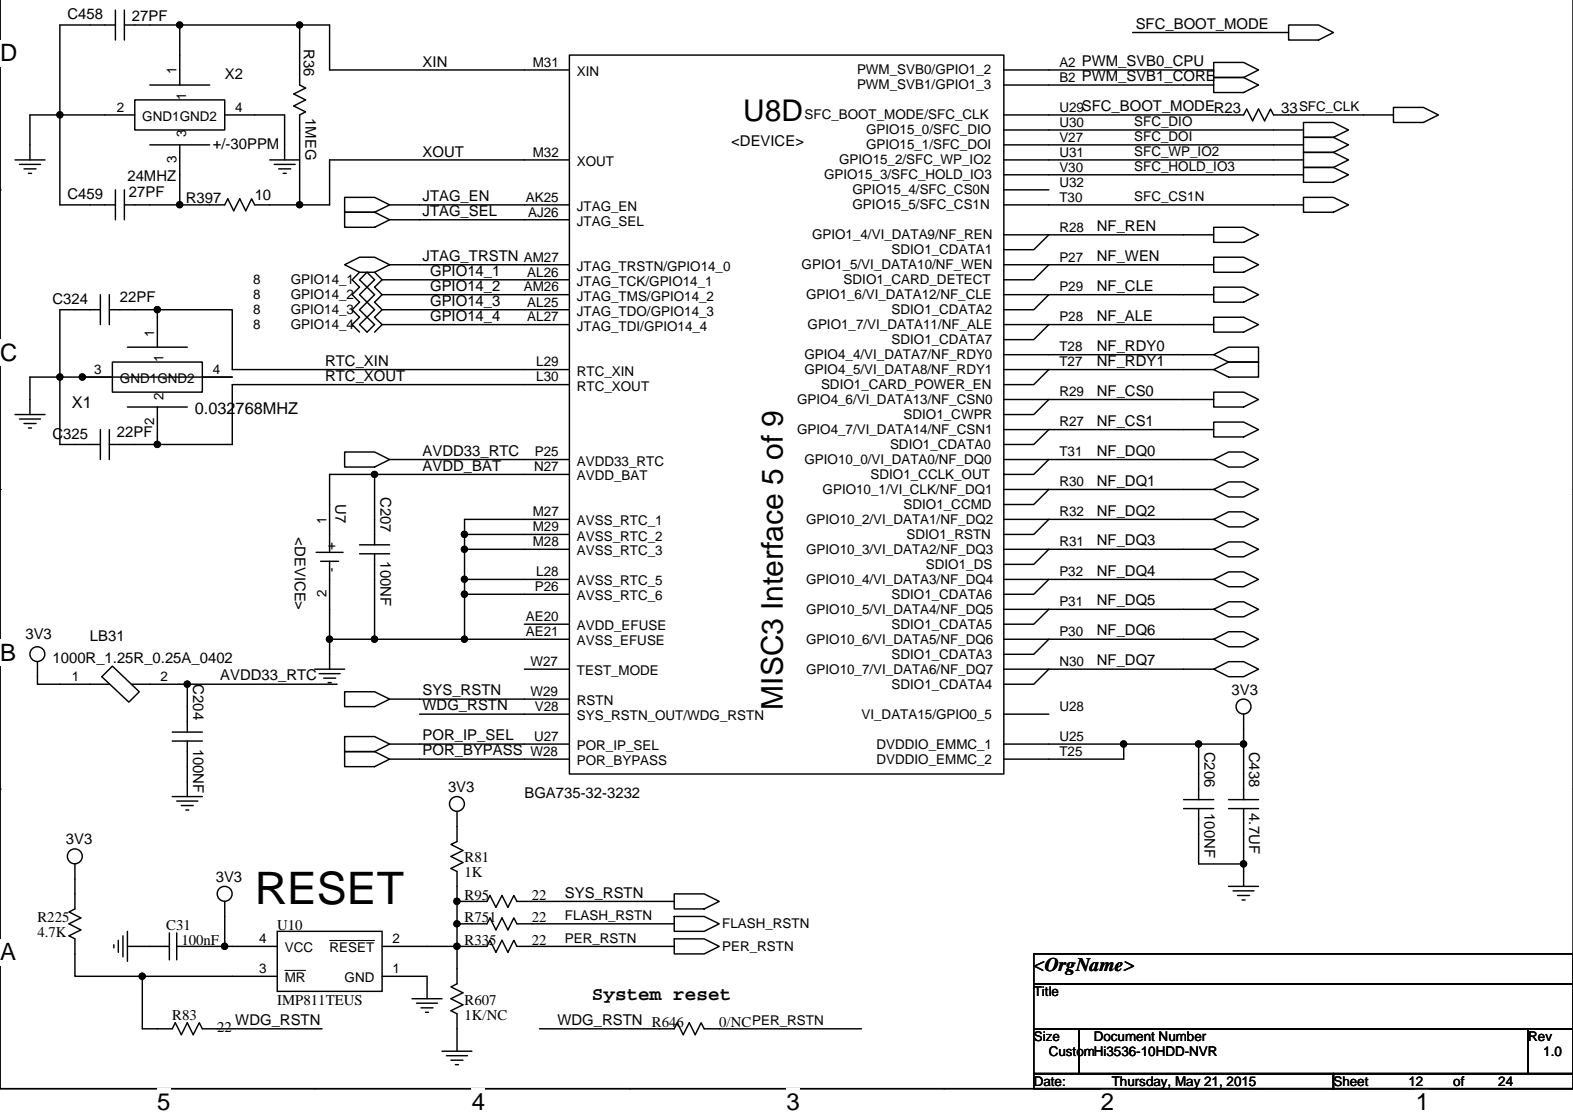 D
C458
27PF
X2
1
1
2
GND1GND2
4
3
+/-30PPM
3
24MHZ
C459
27PF
R397
10
R36
1MEG
XIN
M31
XIN
XOUT
M32
XOUT
JTAG_EN
AK25
JTAG_EN
JTAG_SEL
AJ26
JTAG_SEL
JTAG_TRSTN
AM27
JTAG_TRSTN/GPIO14_0
8
GPIO14_1
GPIO14_1
AL26
JTAG_TCK/GPIO14_1
8
GPIO14_2
GPIO14_2
AM26
JTAG_TMS/GPIO14_2
8
GPIO14_3
GPIO14_3
AL25
JTAG_TDO/GPIO14_3
8
GPIO14_4
GPIO14_4
AL27
JTAG_TDI/GPIO14_4
C
C324
22PF
1
1
3
GND1GND2
4
X1
2
2
0.032768MHZ
C325
22PF
RTC_XIN
L29
RTC_XIN
RTC_XOUT
L30
RTC_XOUT
AVDD33_RTC
P25
AVDD33_RTC
AVDD_BAT
N27
AVDD_BAT
U7
1
+
-
2
<DEVICE>
C207
100NF
M27
AVSS_RTC_1
M29
AVSS_RTC_2
M28
AVSS_RTC_3
L28
AVSS_RTC_5
P26
AVSS_RTC_6
AE20
AVDD_EFUSE
AE21
AVSS_EFUSE
W27
TEST_MODE
SYS_RSTN
W29
RSTN
WDG_RSTN
V28
SYS_RSTN_OUT/WDG_RSTN
POR_IP_SEL
U27
POR_IP_SEL
POR_BYPASS
W28
POR_BYPASS
BGA735-32-3232
B
3V3
LB31
1000R_1.25R_0.25A_0402
1
2
AVDD33_RTC
C204
100NF
U8D
<DEVICE>
MISC3 Interface 5 of 9
SFC_BOOT_MODE
PWM_SVB0/GPIO1_2
A2
PWM_SVB0_CPU
PWM_SVB1/GPIO1_3
B2
PWM_SVB1_CORE
SFC_BOOT_MODE/SFC_CLK
U29
SFC_BOOT_MODE
R23
33
SFC_CLK
GPIO15_0/SFC_DIO
U30
SFC_DIO
GPIO15_1/SFC_DOI
V27
SFC_DOI
GPIO15_2/SFC_WP_IO2
U31
SFC_WP_IO2
GPIO15_3/SFC_HOLD_IO3
V30
SFC_HOLD_IO3
GPIO15_4/SFC_CS0N
U32
GPIO15_5/SFC_CS1N
T30
SFC_CS1N
GPIO1_4/VI_DATA9/NF_REN
R28
NF_REN
SDIO1_CDATA1
GPIO1_5/VI_DATA10/NF_WEN
P27
NF_WEN
SDIO1_CARD_DETECT
GPIO1_6/VI_DATA12/NF_CLE
P29
NF_CLE
SDIO1_CDATA2
GPIO1_7/VI_DATA11/NF_ALE
P28
NF_ALE
SDIO1_CDATA7
GPIO4_4/VI_DATA7/NF_RDY0
T28
NF_RDY0
GPIO4_5/VI_DATA8/NF_RDY1
T27
NF_RDY1
SDIO1_CARD_POWER_EN
GPIO4_6/VI_DATA13/NF_CSN0
R29
NF_CS0
SDIO1_CWPR
GPIO4_7/VI_DATA14/NF_CSN1
R27
NF_CS1
SDIO1_CDATA0
GPIO10_0/VI_DATA0/NF_DQ0
T31
NF_DQ0
SDIO1_CCLK_OUT
GPIO10_1/VI_CLK/NF_DQ1
R30
NF_DQ1
SDIO1_CCMD
GPIO10_2/VI_DATA1/NF_DQ2
R32
NF_DQ2
SDIO1_RSTN
GPIO10_3/VI_DATA2/NF_DQ3
R31
NF_DQ3
SDIO1_DS
GPIO10_4/VI_DATA3/NF_DQ4
P32
NF_DQ4
SDIO1_CDATA6
GPIO10_5/VI_DATA4/NF_DQ5
P31
NF_DQ5
SDIO1_CDATA5
GPIO10_6/VI_DATA5/NF_DQ6
P30
NF_DQ6
SDIO1_CDATA3
GPIO10_7/VI_DATA6/NF_DQ7
N30
NF_DQ7
SDIO1_CDATA4
VI_DATA15/GPIO0_5
U28
DVDDIO_EMMC_1
U25
DVDDIO_EMMC_2
T25
3V3
C206
100NF
C438
4.7UF
A
3V3
R225
4.7K
3V3
RESET
C31
100nF
U10
4
VCC
RESET
2
3
MR
GND
1
IMP811TEUS
R83
22
WDG_RSTN
3V3
R81
1K
R95
22
SYS_RSTN
R751
22
FLASH_RSTN
FLASH_RSTN
R335
22
PER_RSTN
PER_RSTN
R607
1K/NC
System reset
WDG_RSTN
R646
0/NC
PER_RSTN
<OrgName>
Title
Size
Custom
Document Number
Hi3536-10HDD-NVR
Rev
1.0
Date:
Thursday, May 21, 2015
Sheet
12
of
24
5
4
3
2
1